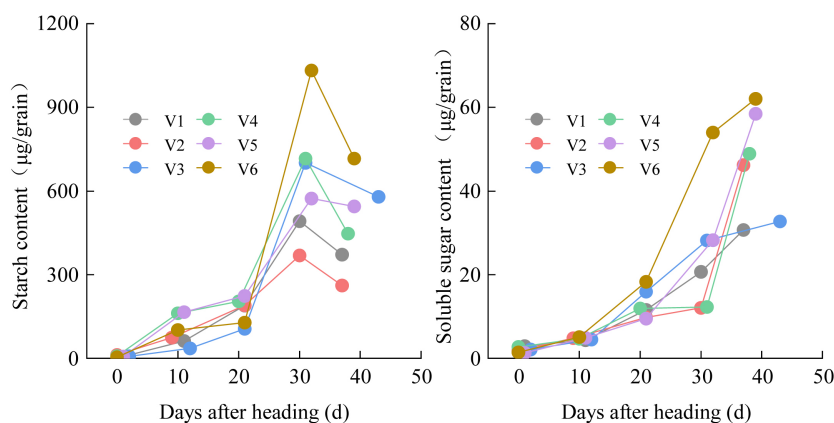 Starch content（μg/grain）
1200
900
600
300
0
V1
V2
V3
V4
V5
V6
0
10
20
30
40
50
Days after heading (d)
Soluble sugar content （μg/grain）
80
60
40
20
0
V1
V2
V3
V4
V5
V6
0
10
20
30
40
50
Days after heading (d)